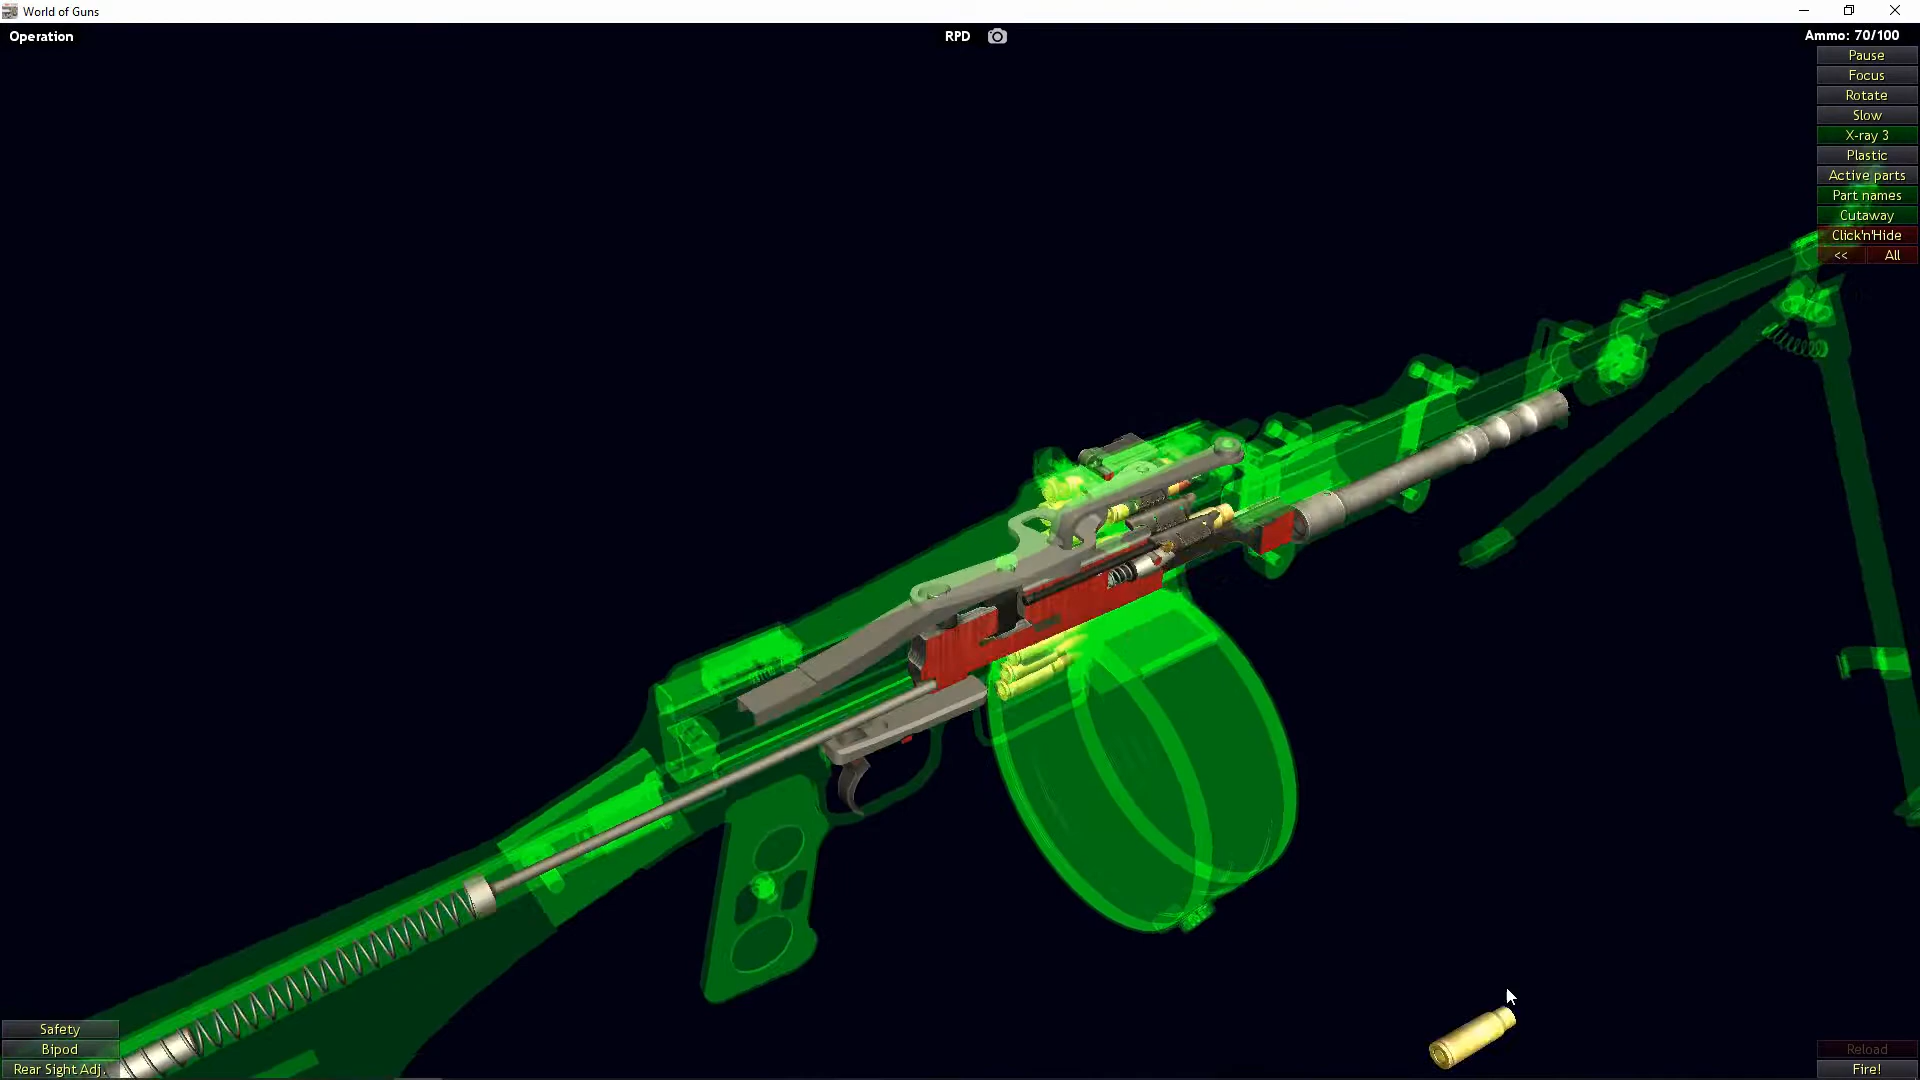 World of Guns
Operation
RPD
Ammo: 70/100
Pause
Focus
Rotate
Slow
X-ray 3
Plastic
Active parts
Part names
Cutaway
Click'n'Hide
<< All
Safety
Bipod
Rear Sight Adj.
Reload
Fire!